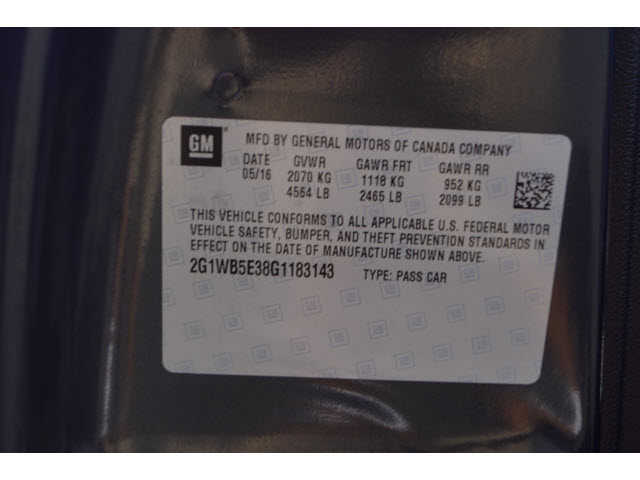 GM
MFD BY GENERAL MOTORS OF CANADA COMPANY
DATE GVWR GAWR FRT GAWR RR
05/16 2070 KG 1118 KG 952 KG
4564 LB 2465 LB 2099 LB
THIS VEHICLE CONFORMS TO ALL APPLICABLE U.S. FEDERAL MOTOR
VEHICLE SAFETY, BUMPER, AND THEFT PREVENTION STANDARDS IN
EFFECT ON THE DATE OF MANUFACTURE SHOWN ABOVE.
2G1WB5E38G1183143 TYPE: PASS CAR